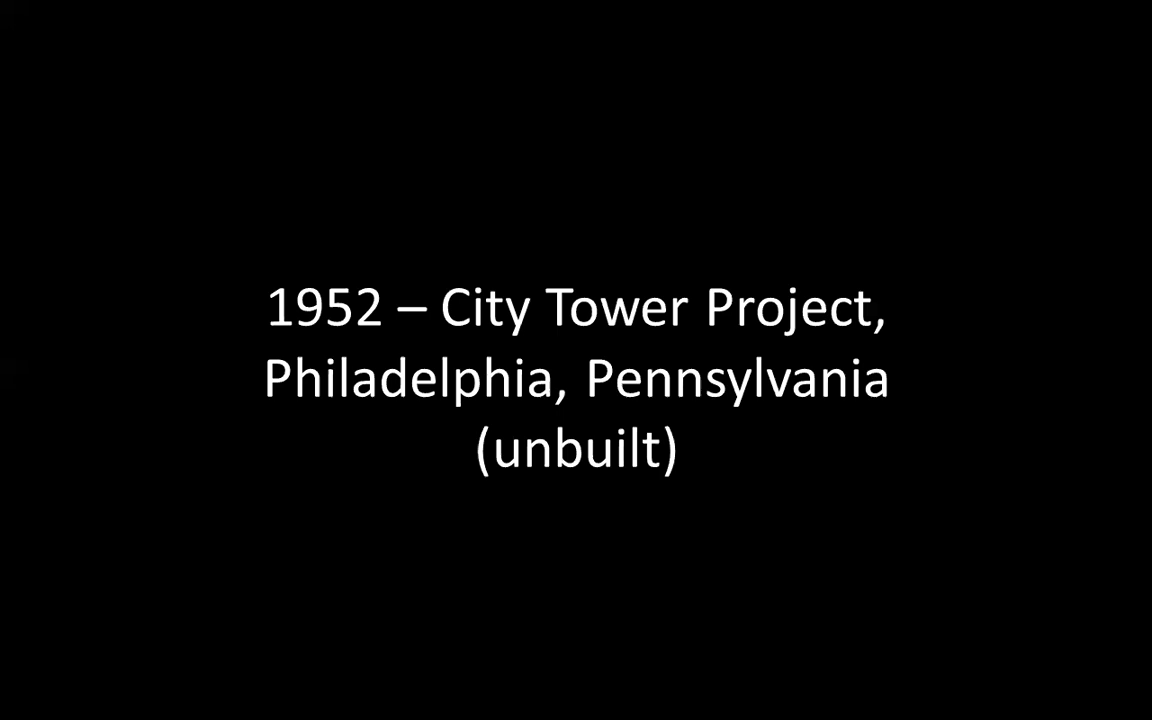 1952 – City Tower Project,
Philadelphia, Pennsylvania
(unbuilt)